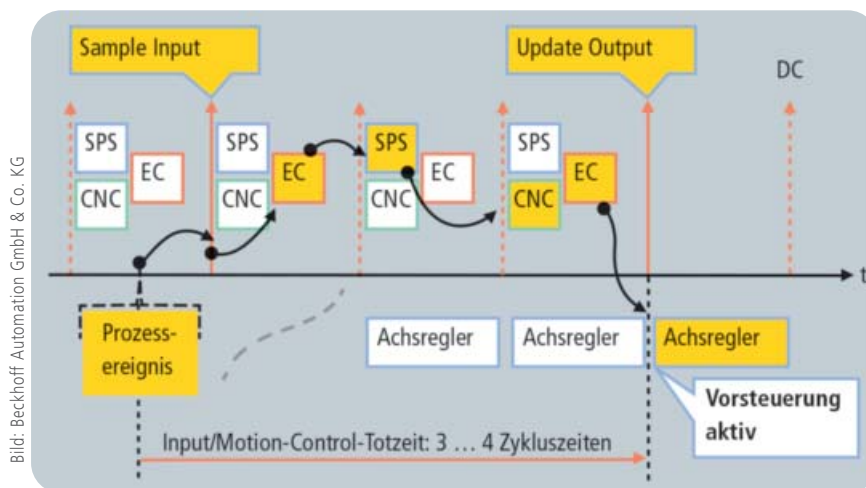 Sample Input
Update Output
DC
SPS
CNC
EC
SPS
CNC
EC
SPS
CNC
EC
SPS
CNC
EC
t
Prozess-
ereignis
Achsregler
Achsregler
Achsregler
Vorsteuerung
aktiv
Input/Motion-Control-Totzeit: 3 ... 4 Zykluszeiten
Bild: Beckhoff Automation GmbH & Co. KG